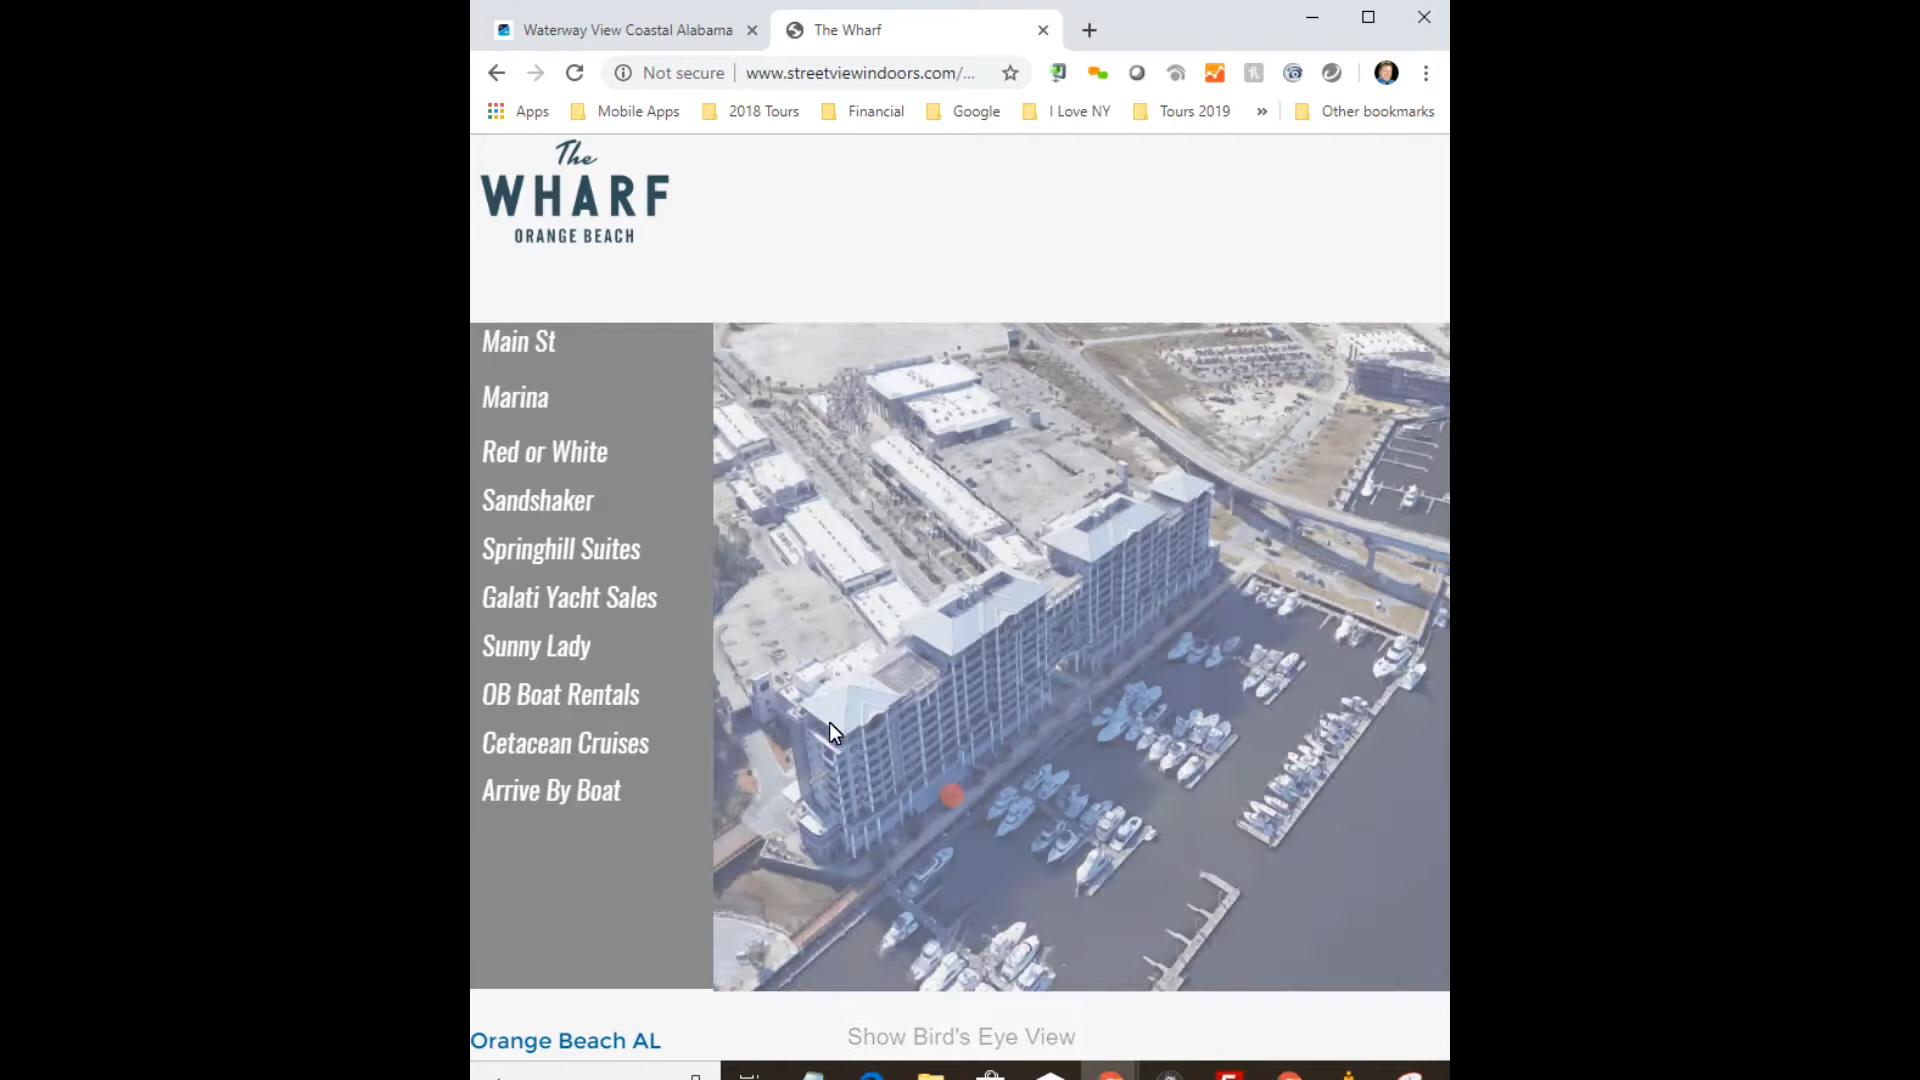 Waterway View Coastal Alabama
The Wharf
Not secure
www.streetviewindoors.com/...
Apps
Mobile Apps
2018 Tours
Financial
Google
I Love NY
Tours 2019
Other bookmarks
The
WHARF
ORANGE BEACH
Main St
Marina
Red or White
Sandshaker
Springhill Suites
Galati Yacht Sales
Sunny Lady
OB Boat Rentals
Cetacean Cruises
Arrive By Boat
Orange Beach AL
Show Bird's Eye View